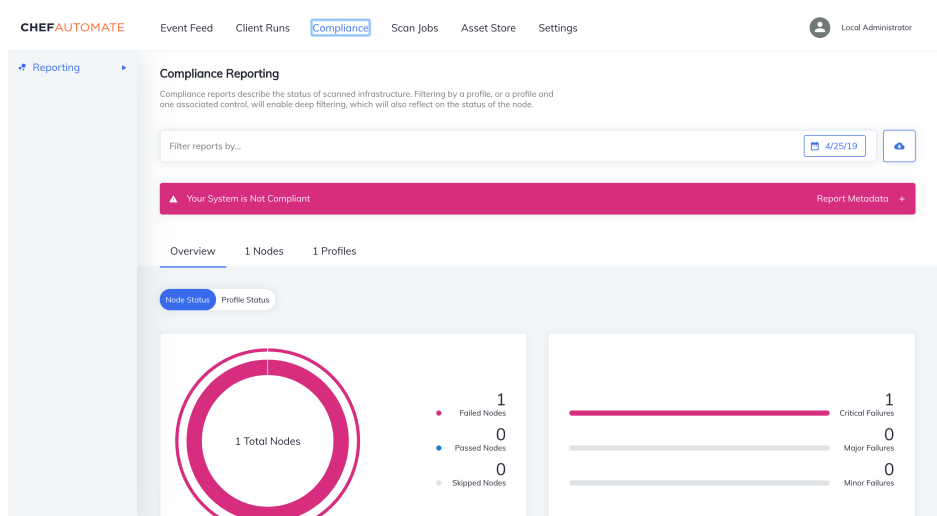 CHEFAUTOMATE
Event Feed
Client Runs
Compliance
Scan Jobs
Asset Store
Settings
Local Administrator
Reporting
Compliance Reporting
Compliance reports describe the status of scanned infrastructure. Filtering by a profile, or a profile and
one associated control, will enable deep filtering, which will also reflect on the status of the node.
Filter reports by...
4/25/19
Your System is Not Compliant
Report Metadata +
Overview
1 Nodes
1 Profiles
Node Status
Profile Status
1 Total Nodes
1
Failed Nodes
0
Passed Nodes
0
Skipped Nodes
1
Critical Failures
0
Major Failures
0
Minor Failures